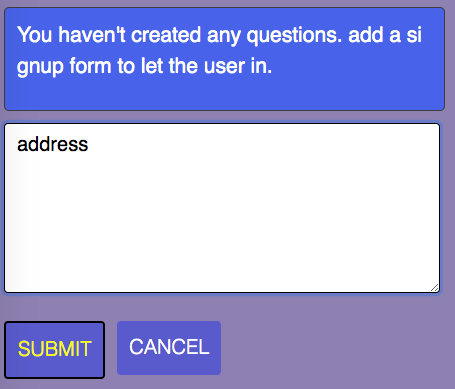 You haven't created any questions. add a si
gnup form to let the user in.
address
SUBMIT
CANCEL